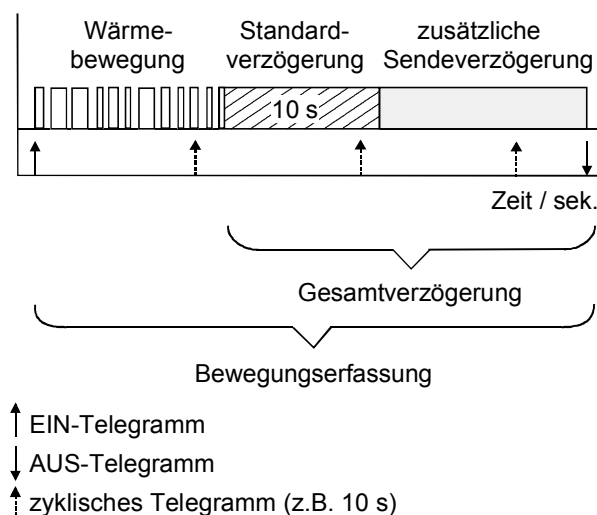 Wärme-
bewegung
Standard-
verzögerung
zusätzliche
Sendeverzögerung
10 s
Zeit / sek.
Gesamtverzögerung
Bewegungserfassung
EIN-Telegramm
AUS-Telegramm
zyklisches Telegramm (z.B. 10 s)